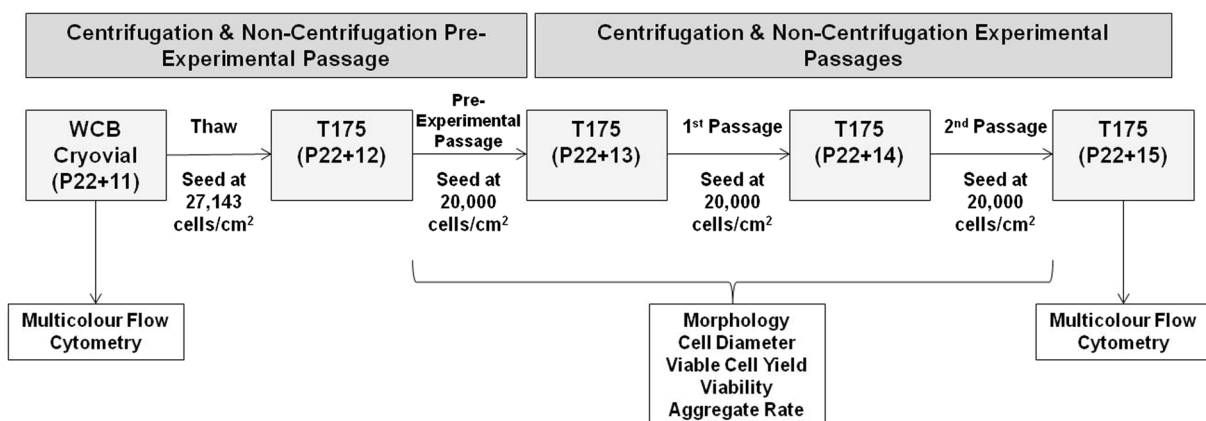 Centrifugation & Non-Centrifugation Pre-
Experimental Passage
Centrifugation & Non-Centrifugation Experimental
Passages
WCB
Cryovial
(P22+11)
Thaw
Seed at
27,143
cells/cm²
T175
(P22+12)
Pre-
Experimental
Passage
Seed at
20,000
cells/cm²
T175
(P22+13)
1st Passage
Seed at
20,000
cells/cm²
T175
(P22+14)
2nd Passage
Seed at
20,000
cells/cm²
T175
(P22+15)
Multicolour Flow
Cytometry
Morphology
Cell Diameter
Viable Cell Yield
Viability
Aggregate Rate
Multicolour Flow
Cytometry